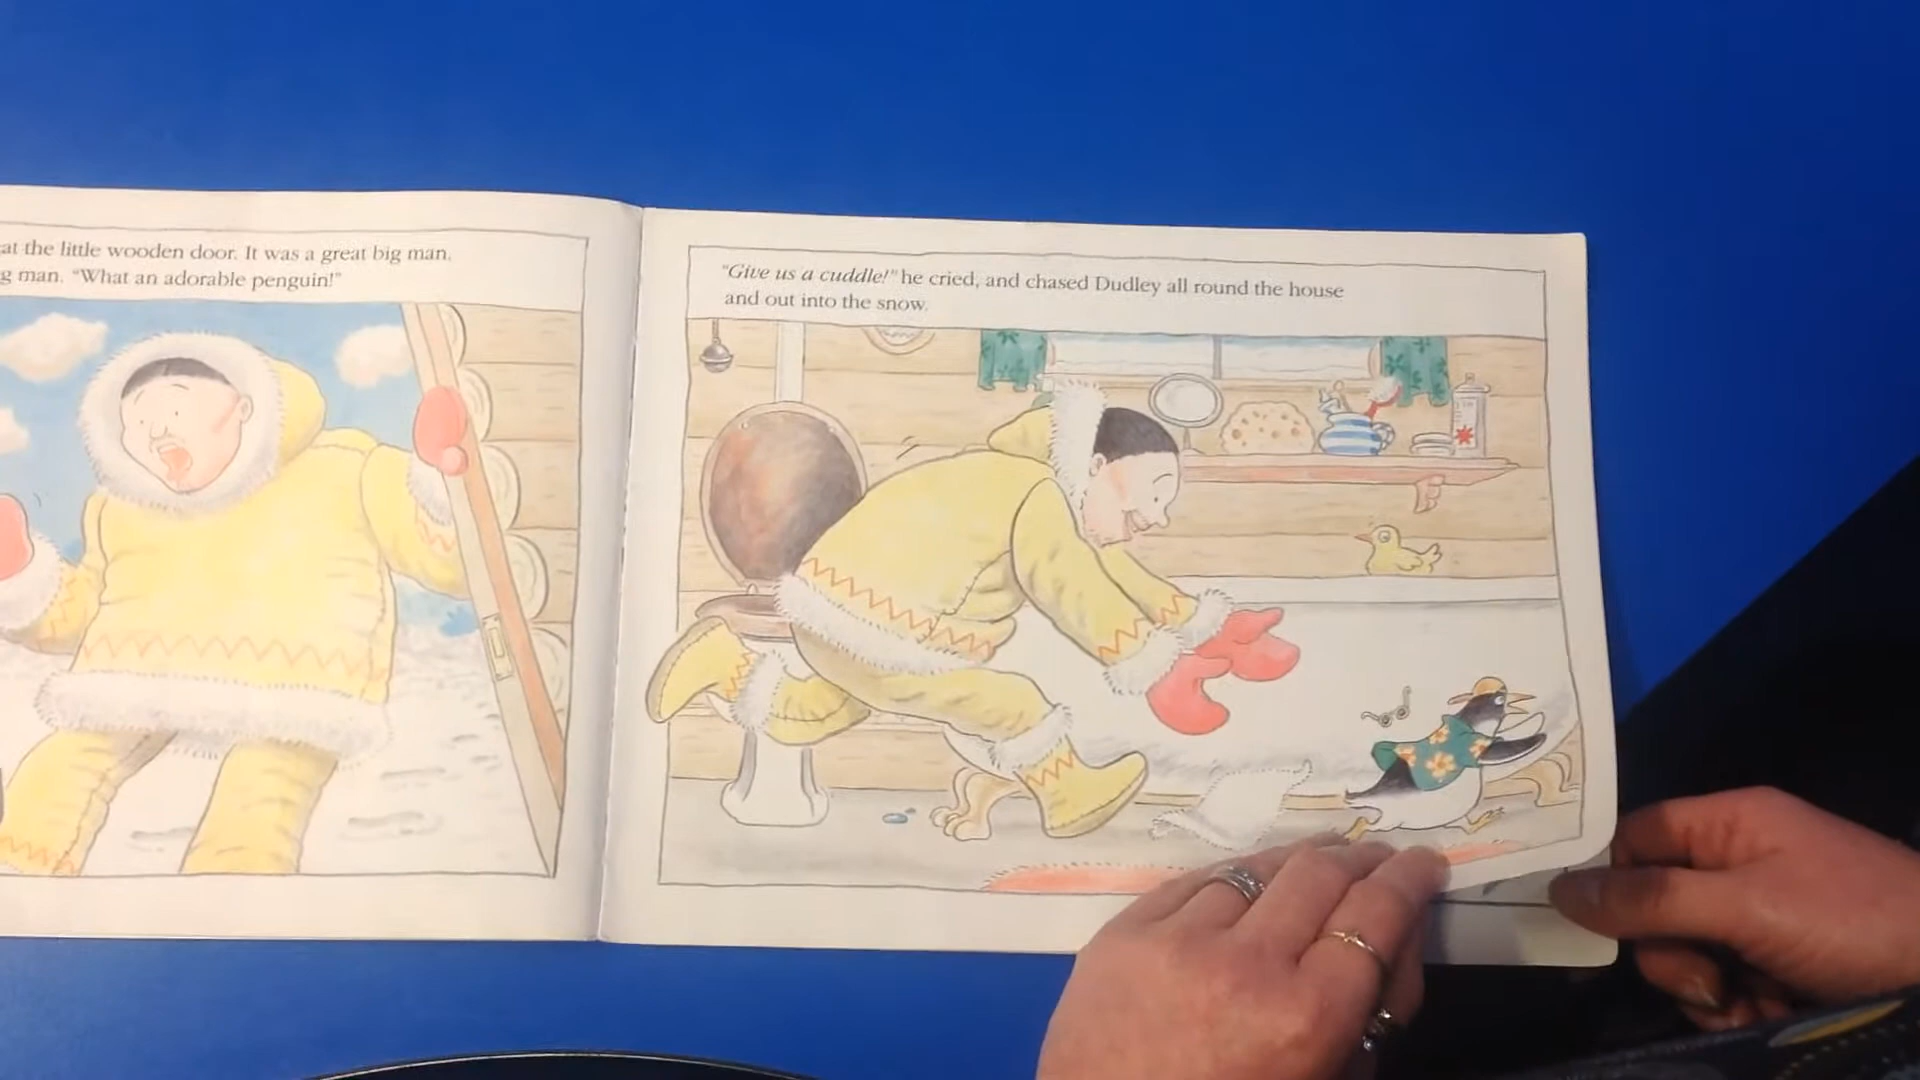 at the little wooden door. It was a great big man.
g man. "What an adorable penguin!"
"Give us a cuddle!" he cried, and chased Dudley all round the house
and out into the snow.